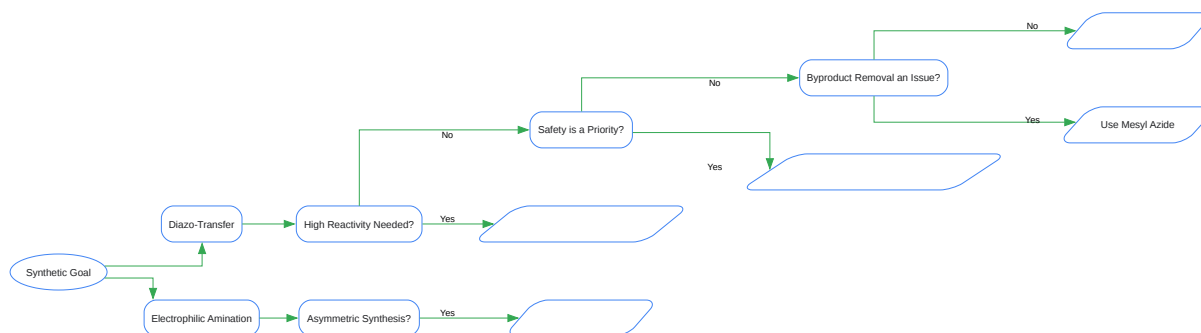 No
Byproduct Removal an Issue?
No
Yes
Use Mesyl Azide
Safety is a Priority?
No
Yes
Diazo-Transfer
High Reactivity Needed?
Yes
Synthetic Goal
Electrophilic Amination
Asymmetric Synthesis?
Yes